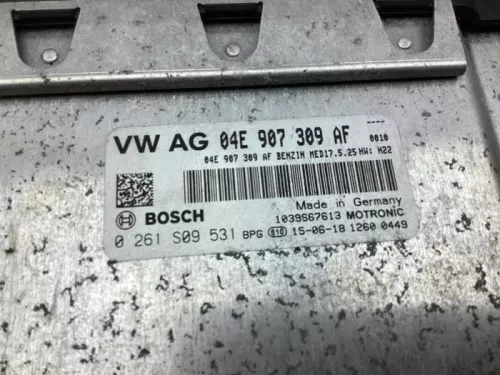 VW AG 04E 907 309 AF 0010
04E 907 309 AF BENZIN MED17.5.25 HW: H22
Made in Germany
BOSCH 1039S67613 MOTRONIC
0 261 S09 531 BPG 810 15-06-18 1260 0449